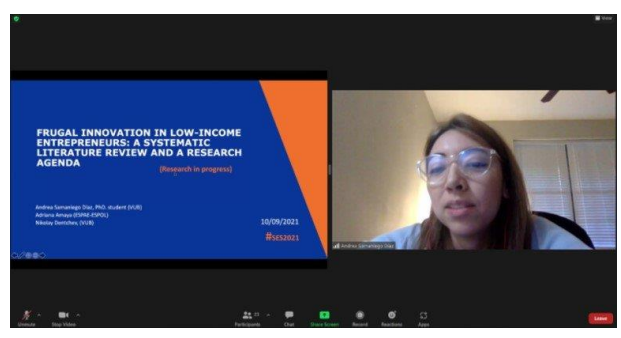 View
FRUGAL INNOVATION IN LOW-INCOME
ENTREPRENEURS: A SYSTEMATIC
LITERATURE REVIEW AND A RESEARCH
AGENDA
(Research in progress)
Andrea Samaniego Díaz, PhD. student (VUB)
Adriana Amaya (ESPAE-ESPOL)
Nikolay Dentchev, (VUB)
10/09/2021
#SES2021
Andrea Samaniego Díaz
Unmute
Stop Video
Participants
Chat
Share Screen
Record
Reactions
Apps
Leave